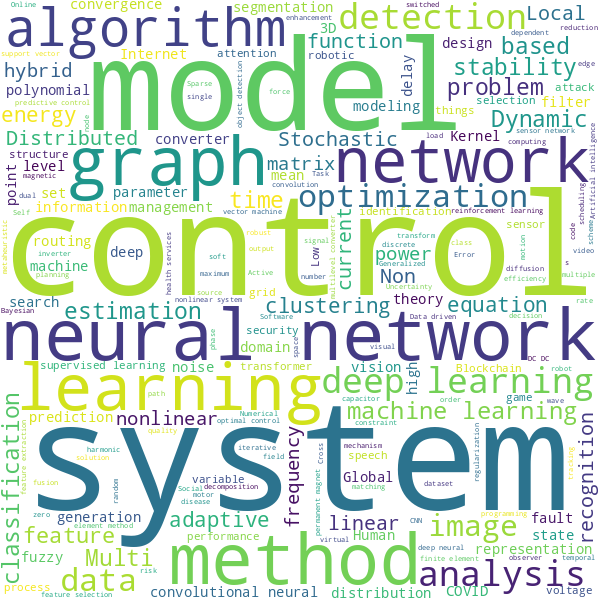 Online
convergence
segmentation
3D
switched
enhancement
dependent
reduction
algorithm
Internet
attention
function
detection
Local
support vector
robotic
design
based
edge
hybrid
model
delay
stability
polynomial
Sparse
single
force
object detection
modeling
problem
attack
predictive control
node
selection
filter
energy
things
Distributed
converter
Stochastic
Kernel
Dynamic
sensor network
load
computing
structure
graph
matrix
network
level
magnetic
mean
point
dual
set
parameter
convolution
Task
time
optimization
Artificial intelligence
scheduling
information
management
vector machine
identification
reinforcement learning
Self
control
current
sensor
code
scheme
metaheuristic
routing
deep
robust
signal
transform
class
motion
video
inverter
soft
output
discrete
power
Error
machine
planning
health services
maximum
Active
number
Low
multilevel converter
Generalized
Non
diffusion
s
multiple
search
nonlinear system
source
grid
Uncertainty
efficiency
rate
estimation
clustering
theory
equation
Bayesian
Software
security
Data driven
decision
neural network
phase
domain
space
visual
DC DC
supervised learning
noise
transformer
vision
high
Blockchain
robot
learning
path
deep learning
game
wave
prediction
nonlinear
Numerical
optimal control
capacitor
order
machine learning
classification
feature extraction
quality
constraint
harmonic
solution
iterative
field
Cross
mechanism
speech
regularization
training
recognition
fusion
system
frequency
permanent magnet
variable
decomposition
Social
motor
disease
Global
matching
dataset
random
zero
generation
adaptive
linear
CNN
programming
image
fault
feature
element method
performance
Human
state
fuzzy
Multi
method
virtual
deep neural
representation
finite element
observer
temporal
process
data
risk
analysis
feature selection
convolutional neural
distribution
COVID
voltage